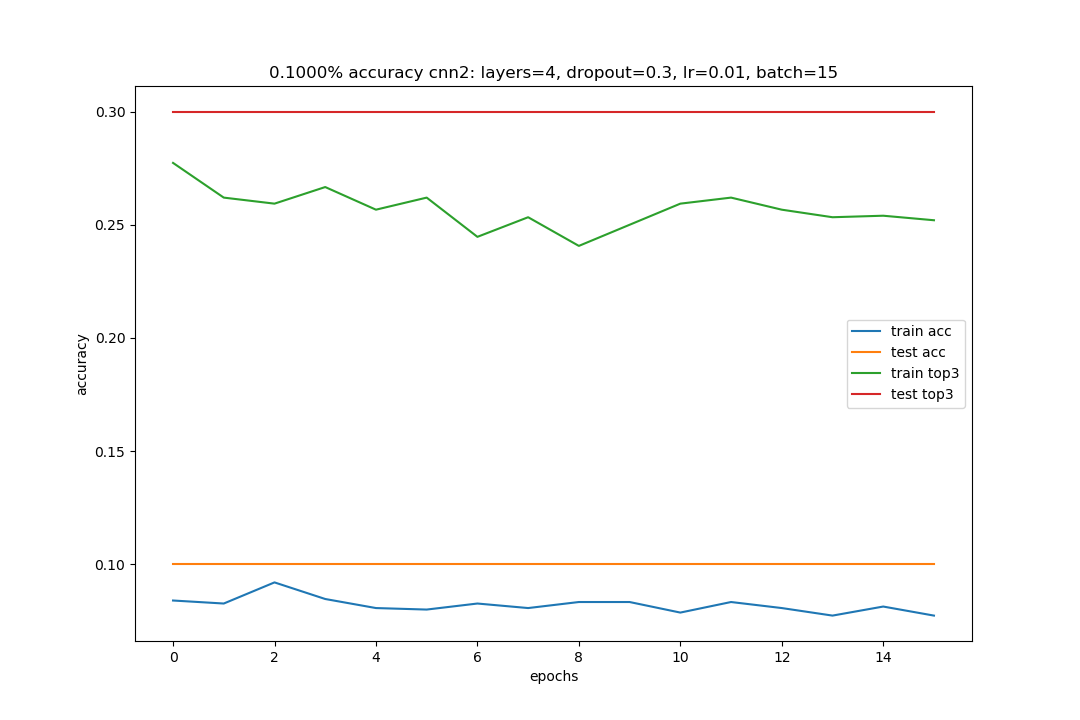 0.1000% accuracy cnn2: layers=4, dropout=0.3, lr=0.01, batch=15
0.30
0.25
0.20
0.15
0.10
accuracy
train acc
test acc
train top3
test top3
0 2 4 6 8 10 12 14
epochs